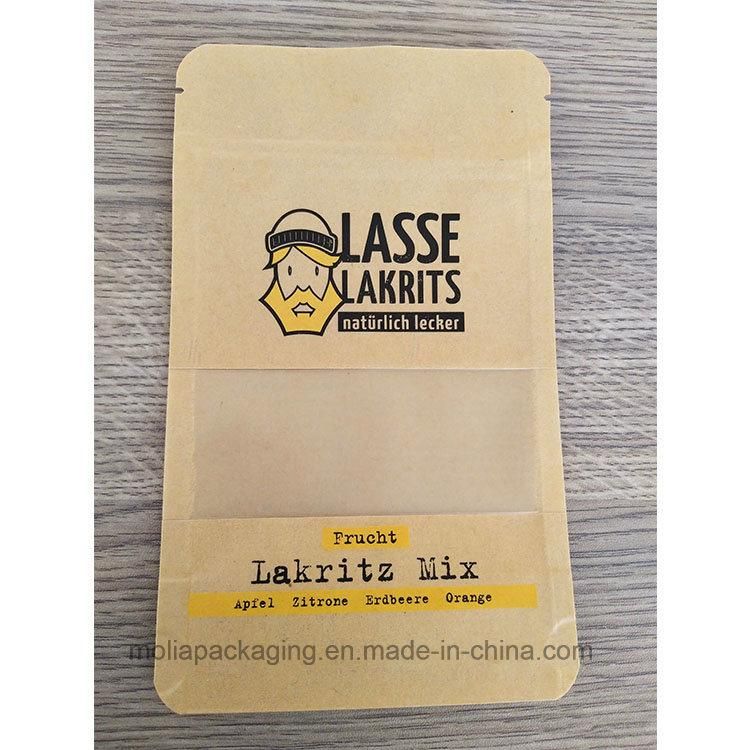 LASSE
LAKRITS
natürlich lecker
Frucht
Lakritz Mix
Apfel Zitrone Erdbeere Orange
moliapackaging.en.made-in-china.com